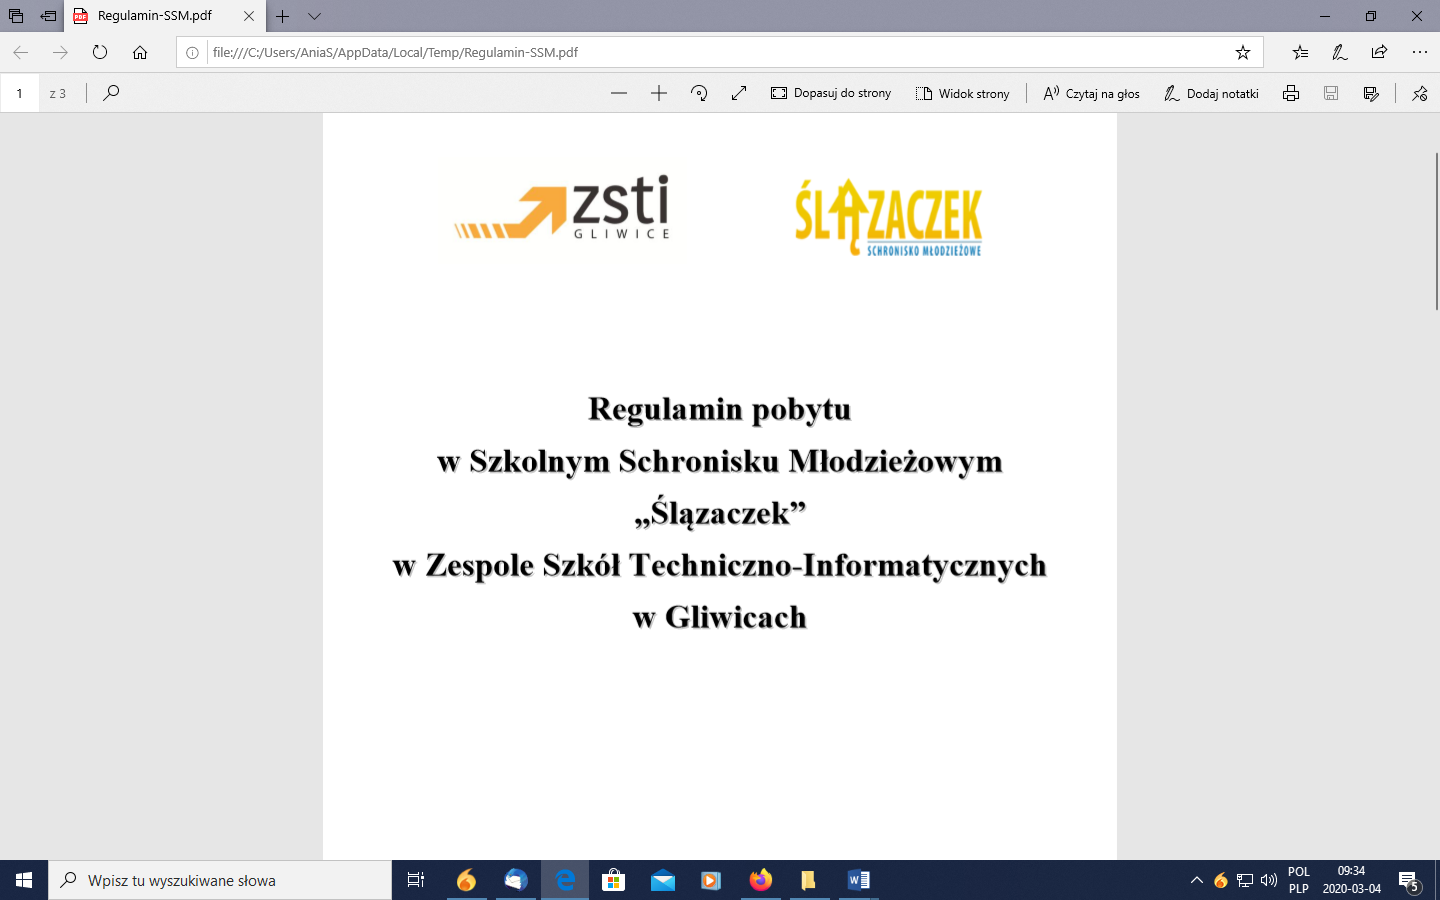 Regulamin-SSM.pdf
file:///C:/Users/AniaS/AppData/Local/Temp/Regulamin-SSM.pdf
1 z 3 Dopasuj do strony Widok strony Czytaj na głos Dodaj notatki
zsti
GLIWICE
ŚLĄZACZEK
SCHRONISKO MŁODZIEŻOWE
Regulamin pobytu
w Szkolnym Schronisku Młodzieżowym
„Ślązaczek”
w Zespole Szkół Techniczno-Informatycznych
w Gliwicach
Wpisz tu wyszukiwane słowa
POL
PLP
09:34
2020-03-04
5